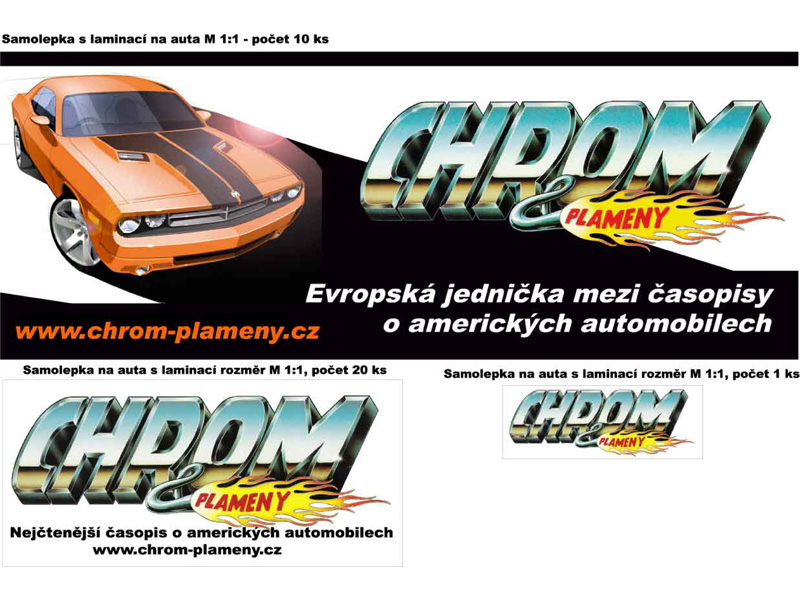 Samolepka s laminací na auta M 1:1 - počet 10 ks
CHROM
&
PLAMENY
Evropská jednička mezi časopisy
www.chrom-plameny.cz
o amerických automobilech
Samolepka na auta s laminací rozměr M 1:1, počet 20 ks
Samolepka na auta s laminací rozměr M 1:1, počet 1 ks
CHROM
&
PLAMENY
Nejčtenější časopis o amerických automobilech
www.chrom-plameny.cz
CHROM
&
PLAMENY